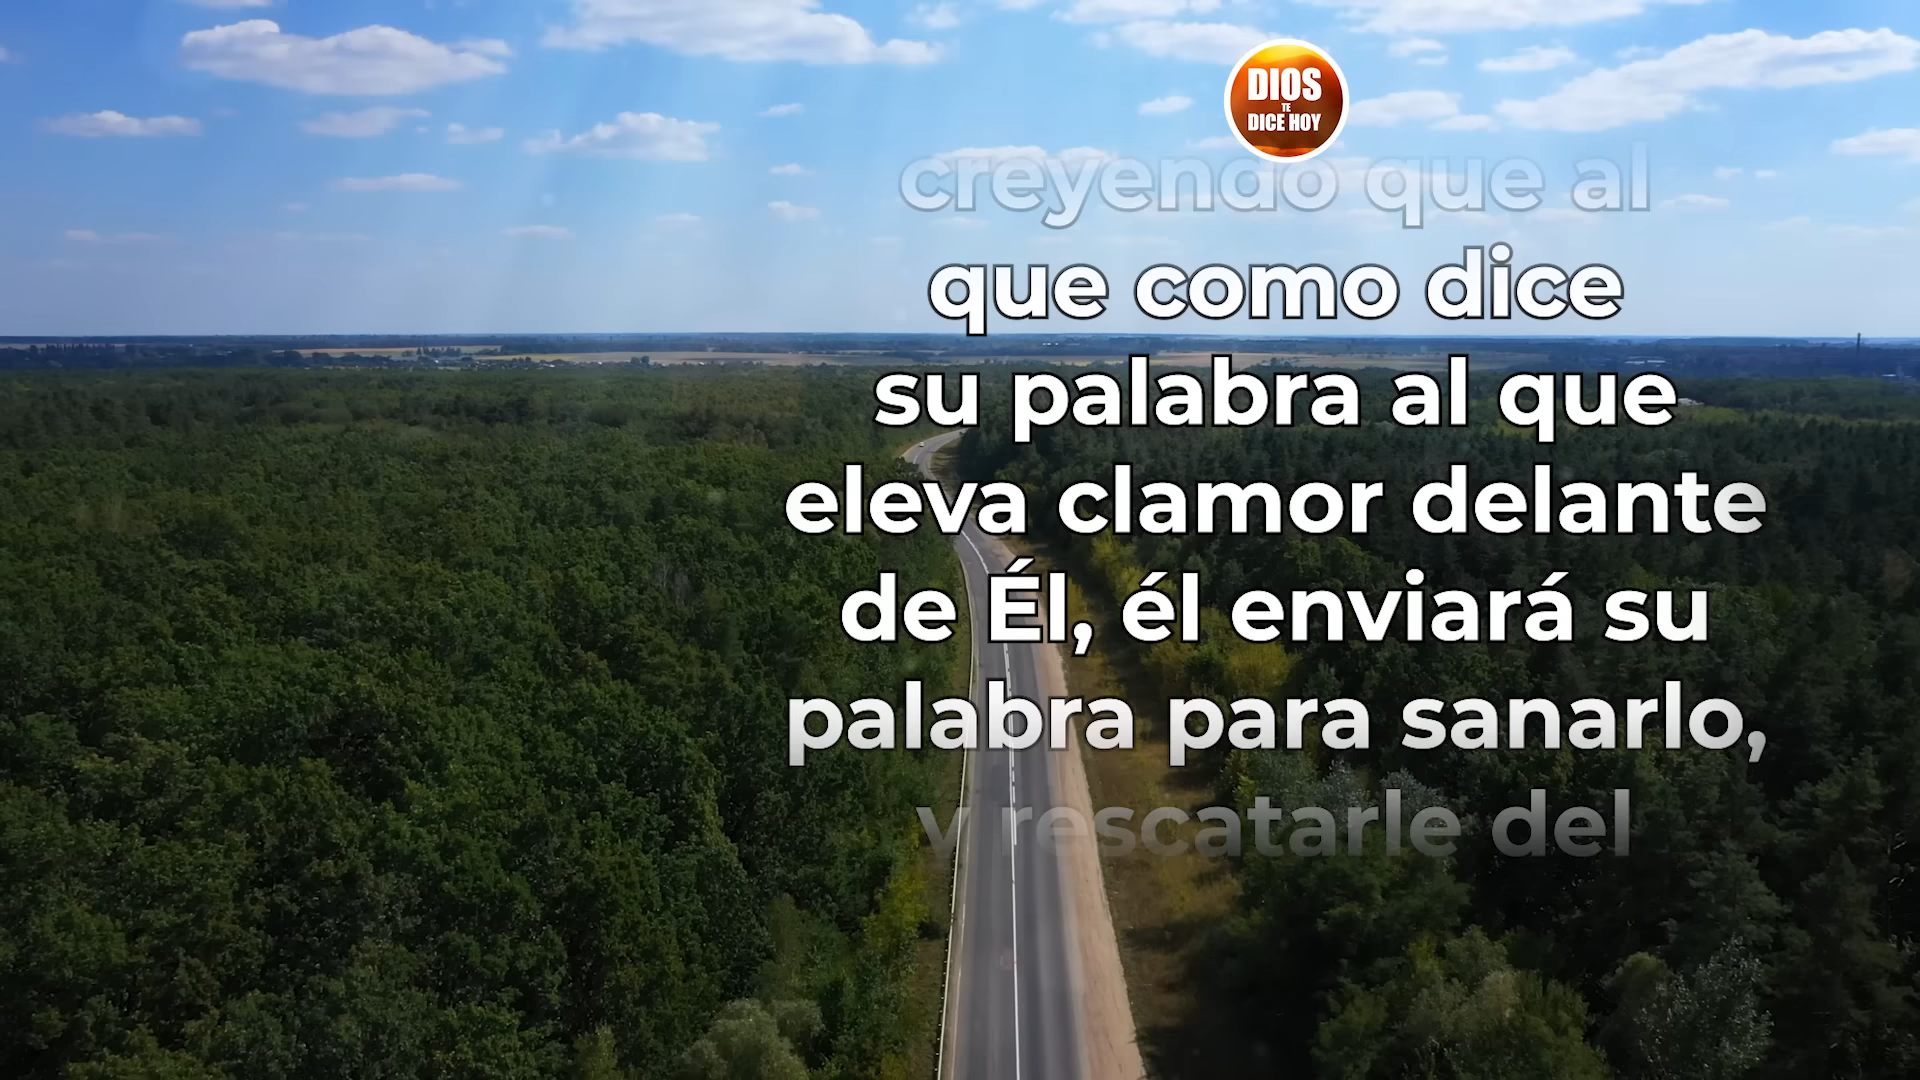 DIOS
TE
DICE HOY
creyendo que al
que como dice
su palabra al que
eleva clamor delante
de Él, él enviará su
palabra para sanarlo,
y rescatarle del